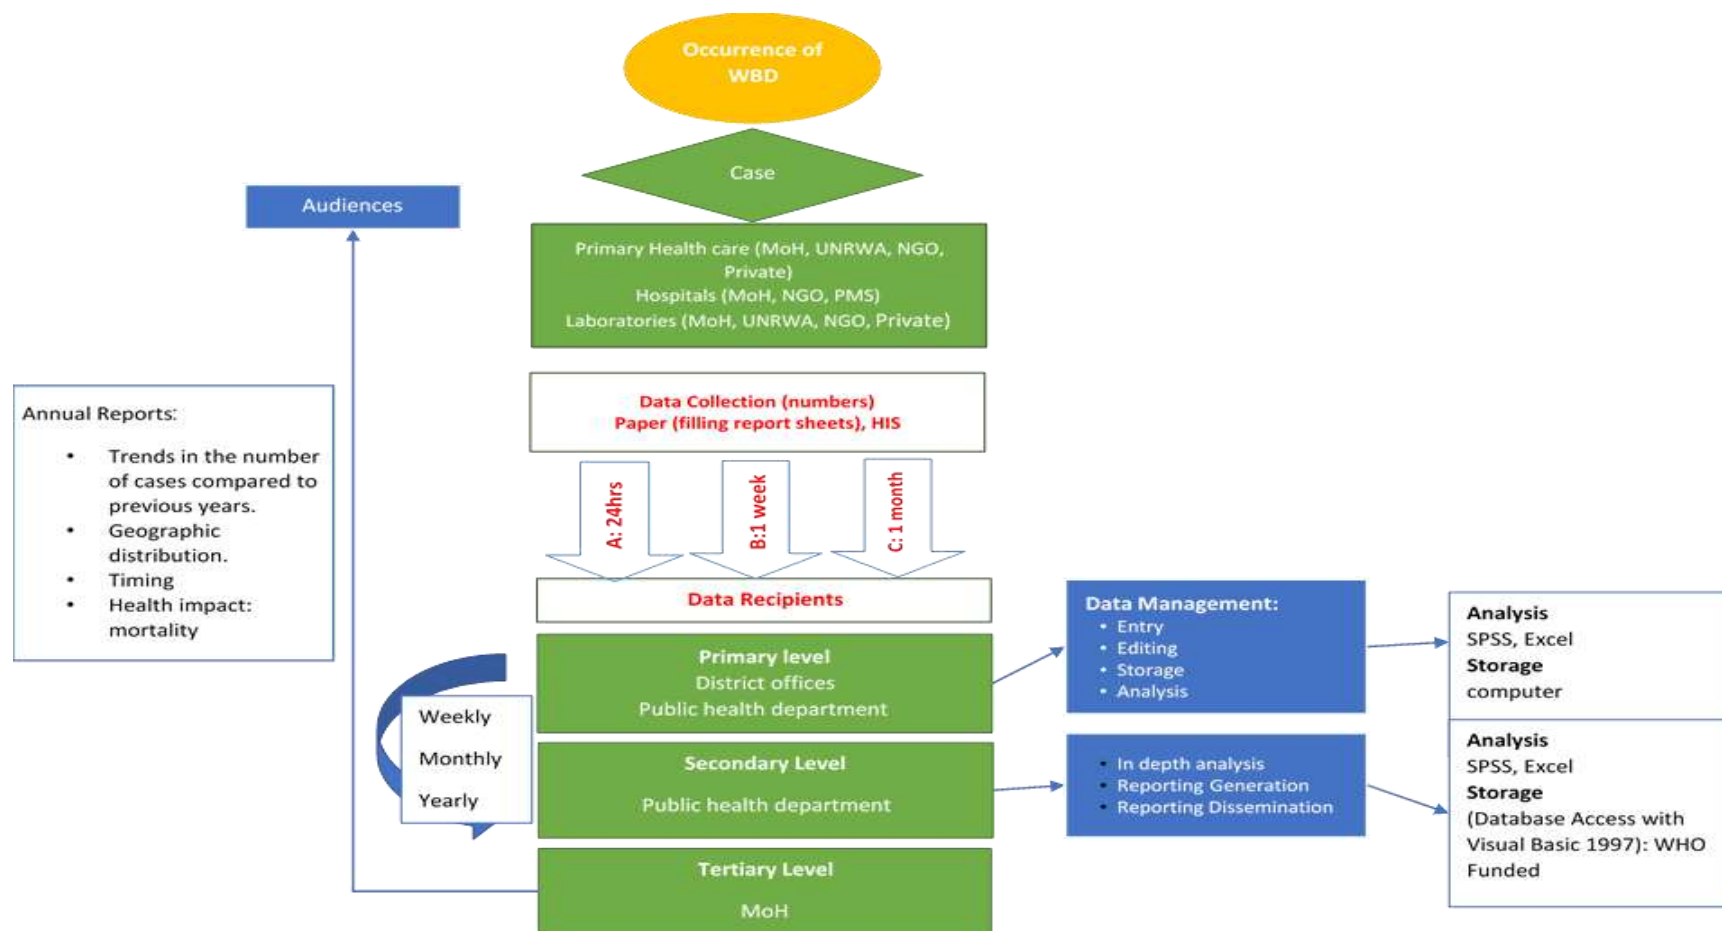 Occurrence of
WBD
Case
Audiences
Primary Health care (MoH, UNRWA, NGO,
Private)
Hospitals (MoH, NGO, PMS)
Laboratories (MoH, UNRWA, NGO, Private)
Data Collection (numbers)
Paper (filling report sheets), HIS
Annual Reports:
• Trends in the number
of cases compared to
previous years.
• Geographic
distribution.
• Timing
• Health impact:
mortality
A: 24hrs
B:1 week
C: 1 month
Data Recipients
Primary level
District offices
Public health department
Weekly
Monthly
Yearly
Secondary Level
Public health department
Tertiary Level
MoH
Data Management:
• Entry
• Editing
• Storage
• Analysis
• In depth analysis
• Reporting Generation
• Reporting Dissemination
Analysis
SPSS, Excel
Storage
computer
Analysis
SPSS, Excel
Storage
(Database Access with
Visual Basic 1997): WHO
Funded